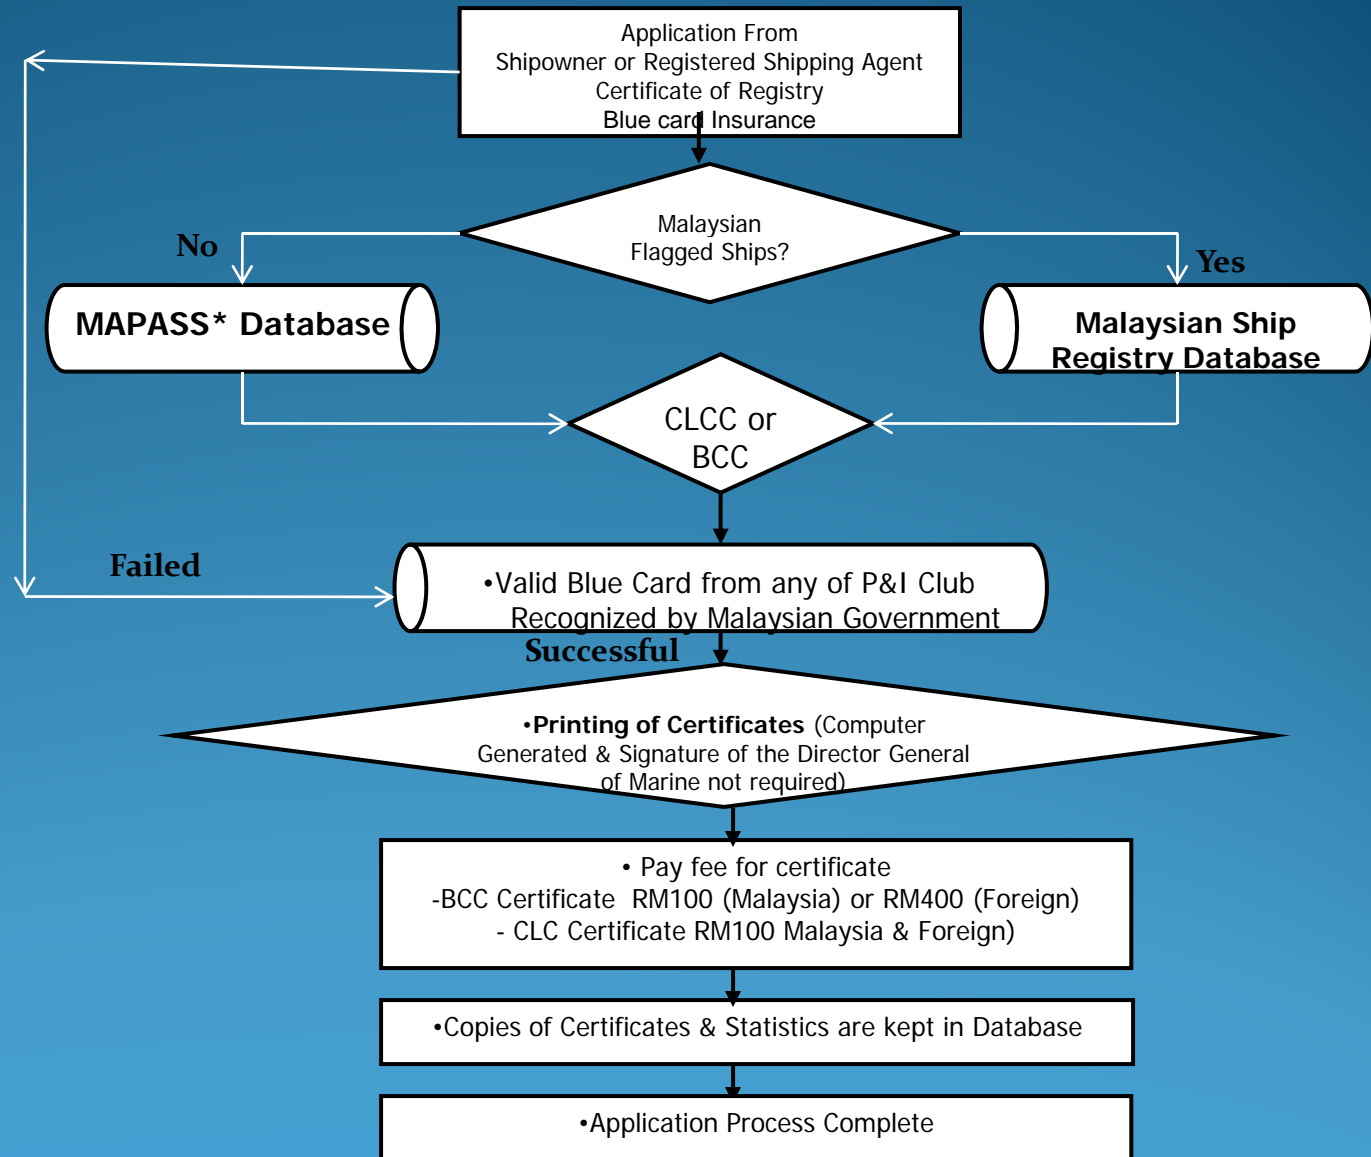 Application From
Shipowner or Registered Shipping Agent
Certificate of Registry
Blue card Insurance
Malaysian
Flagged Ships?
No
Yes
MAPASS* Database
Malaysian Ship
Registry Database
CLCC or
BCC
Failed
•Valid Blue Card from any of P&I Club
Recognized by Malaysian Government
Successful
•Printing of Certificates (Computer
Generated & Signature of the Director General
of Marine not required)
• Pay fee for certificate
-BCC Certificate RM100 (Malaysia) or RM400 (Foreign)
- CLC Certificate RM100 Malaysia & Foreign)
•Copies of Certificates & Statistics are kept in Database
•Application Process Complete